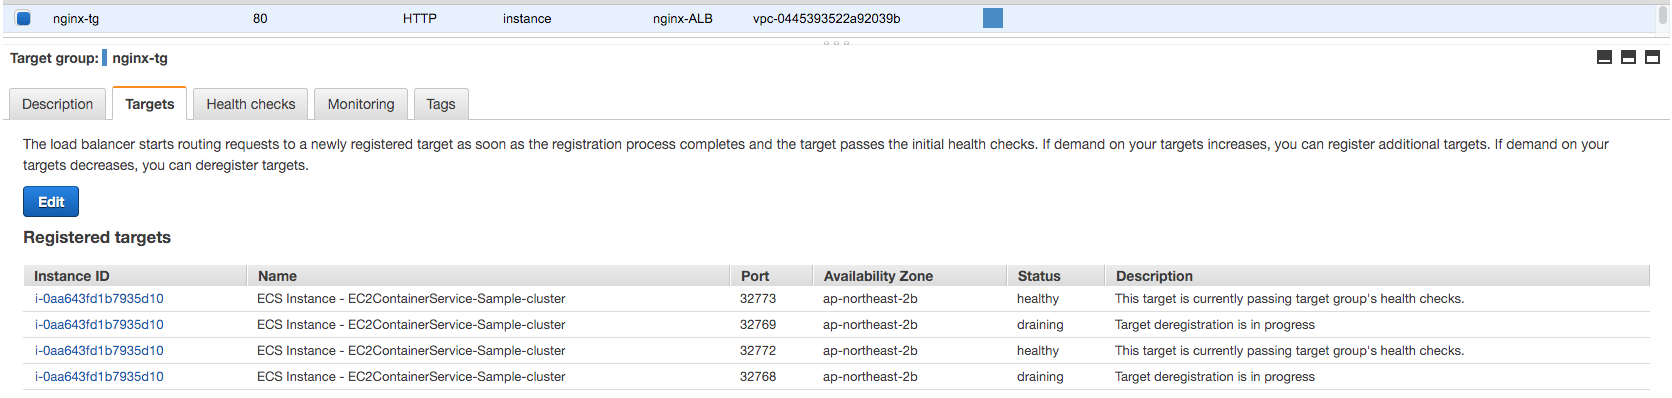 nginx-tg 80 HTTP instance nginx-ALB vpc-0445393522a92039b
Target group: nginx-tg
Description Targets Health checks Monitoring Tags
The load balancer starts routing requests to a newly registered target as soon as the registration process completes and the target passes the initial health checks. If demand on your targets increases, you can register additional targets. If demand on your
targets decreases, you can deregister targets.
Edit
Registered targets
Instance ID Name Port Availability Zone Status Description
i-0aa643fd1b7935d10 ECS Instance - EC2ContainerService-Sample-cluster 32773 ap-northeast-2b healthy This target is currently passing target group's health checks.
i-0aa643fd1b7935d10 ECS Instance - EC2ContainerService-Sample-cluster 32769 ap-northeast-2b draining Target deregistration is in progress
i-0aa643fd1b7935d10 ECS Instance - EC2ContainerService-Sample-cluster 32772 ap-northeast-2b healthy This target is currently passing target group's health checks.
i-0aa643fd1b7935d10 ECS Instance - EC2ContainerService-Sample-cluster 32768 ap-northeast-2b draining Target deregistration is in progress